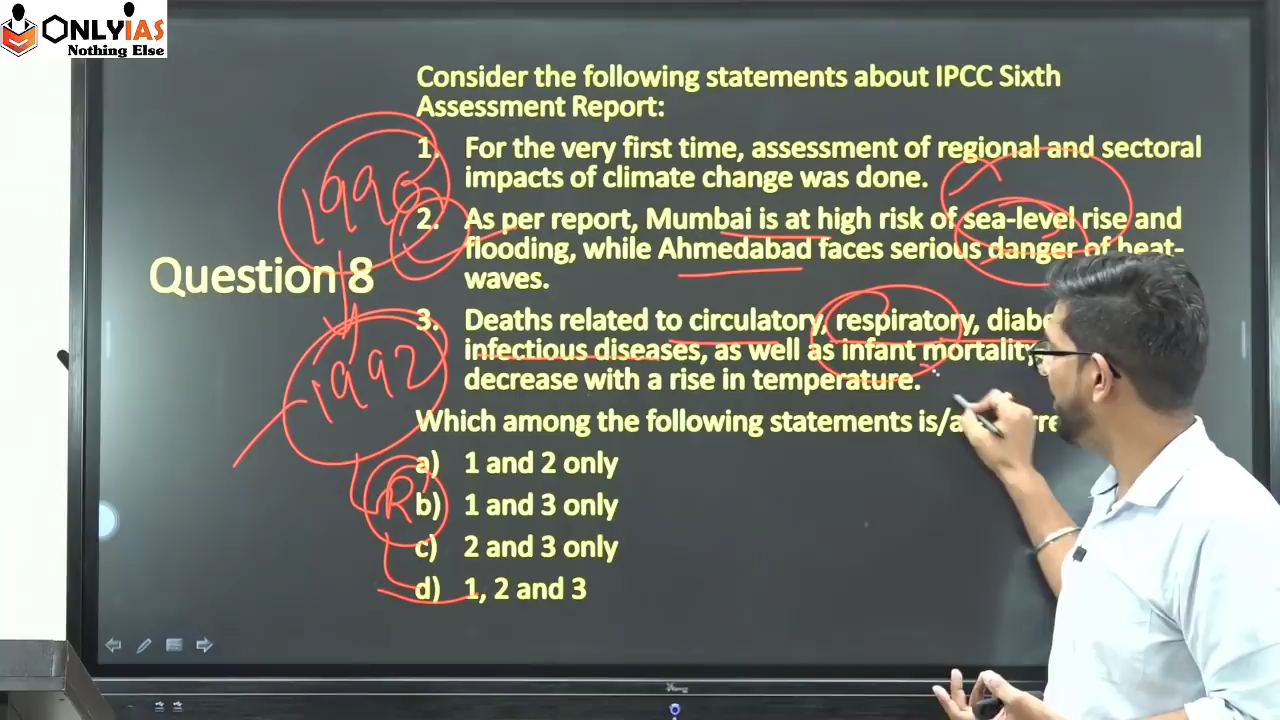 ONLYIAS
Nothing Else
Consider the following statements about IPCC Sixth
Assessment Report:
1. For the very first time, assessment of regional and sectoral
impacts of climate change was done.
2. As per report, Mumbai is at high risk of sea-level rise and
flooding, while Ahmedabad faces serious danger of heat-
waves.
Question 8
3. Deaths related to circulatory, respiratory,
infectious diseases, as well as infant mortality,
decrease with a rise in temperature.
Which among the following statements is/a
a) 1 and 2 only
b) 1 and 3 only
c) 2 and 3 only
d) 1, 2 and 3
1992
R